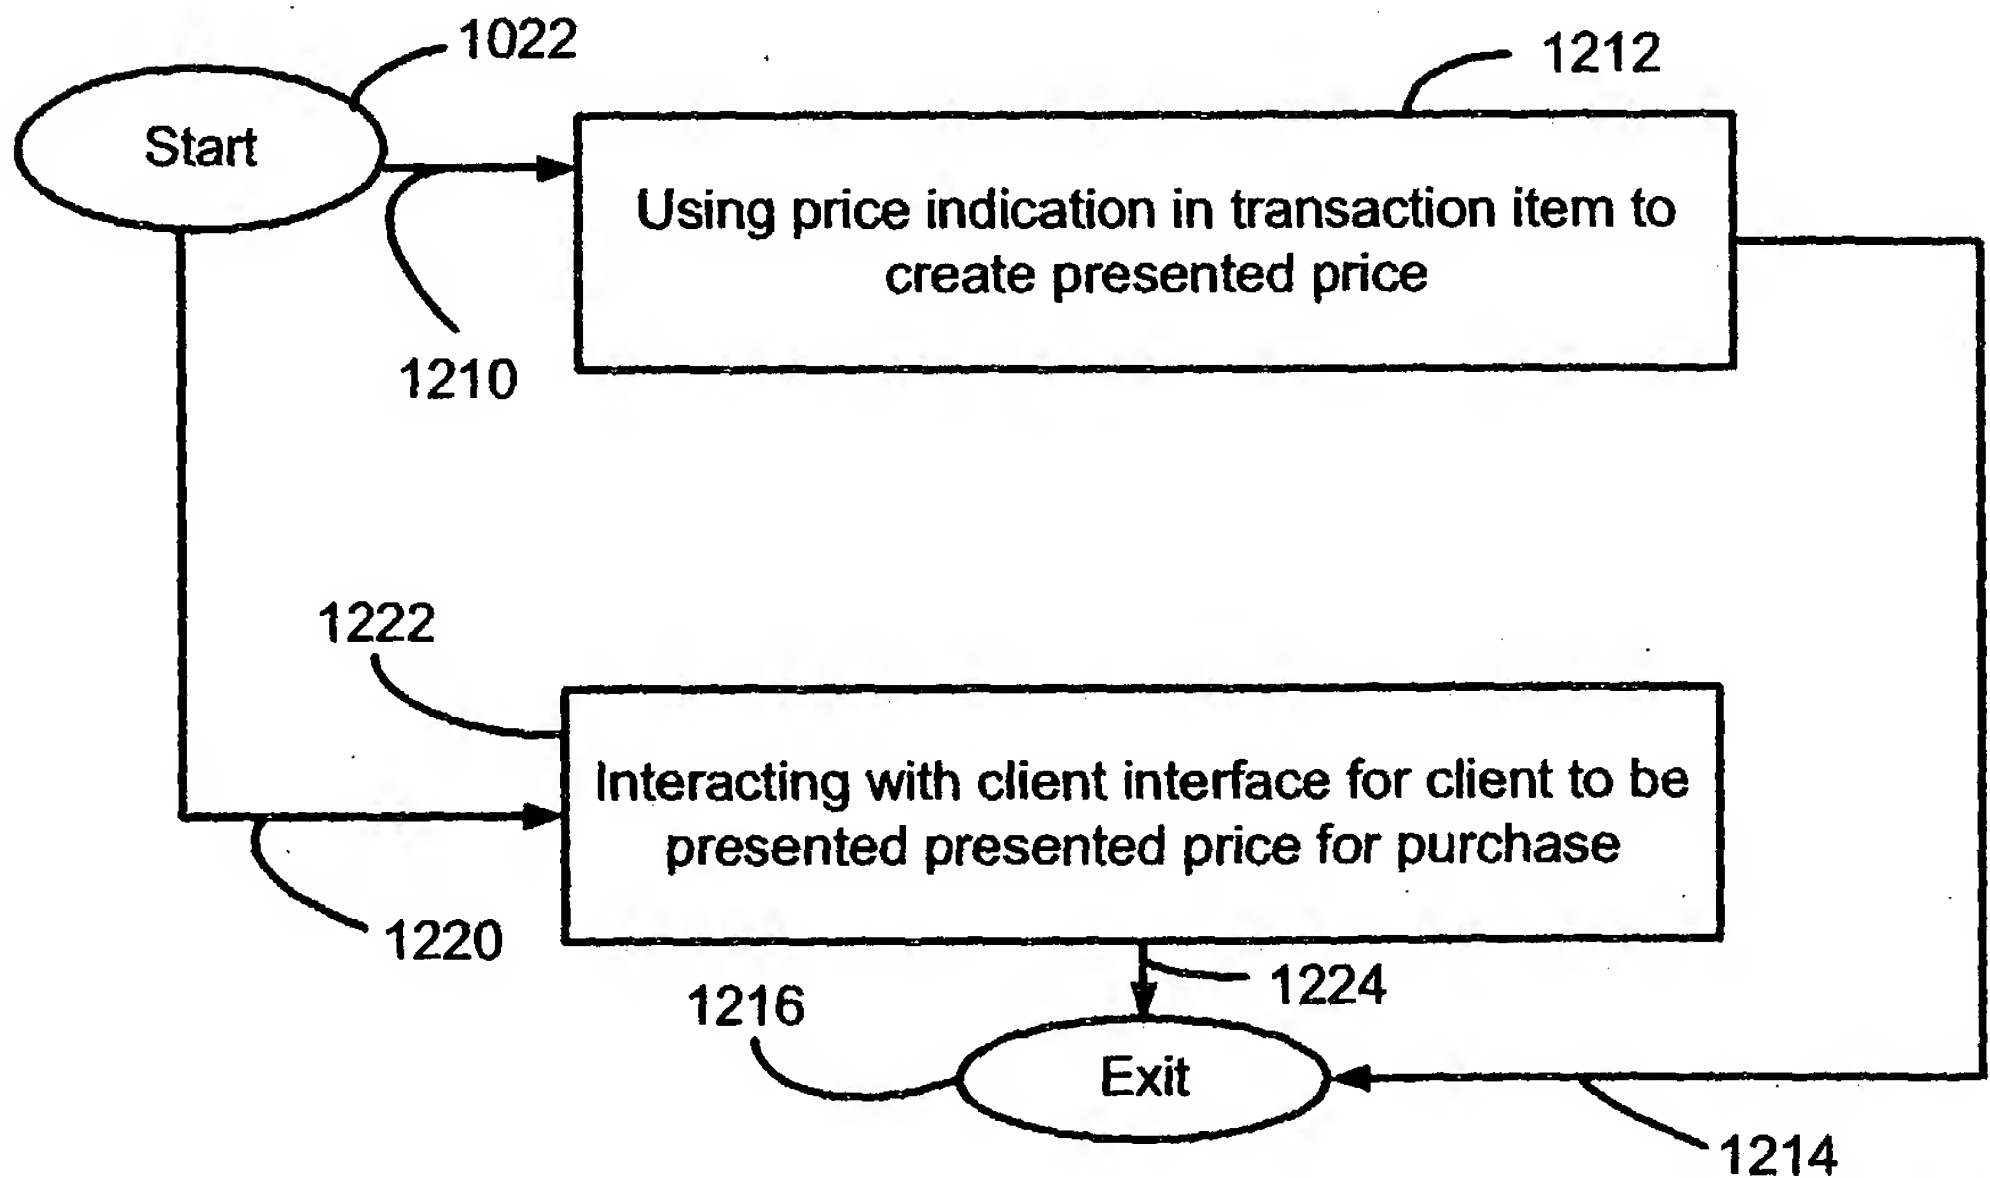 1022
1212
Start
Using price indication in transaction item to
create presented price
1210
1222
Interacting with client interface for client to be
presented presented price for purchase
1220
1224
1216
Exit
1214